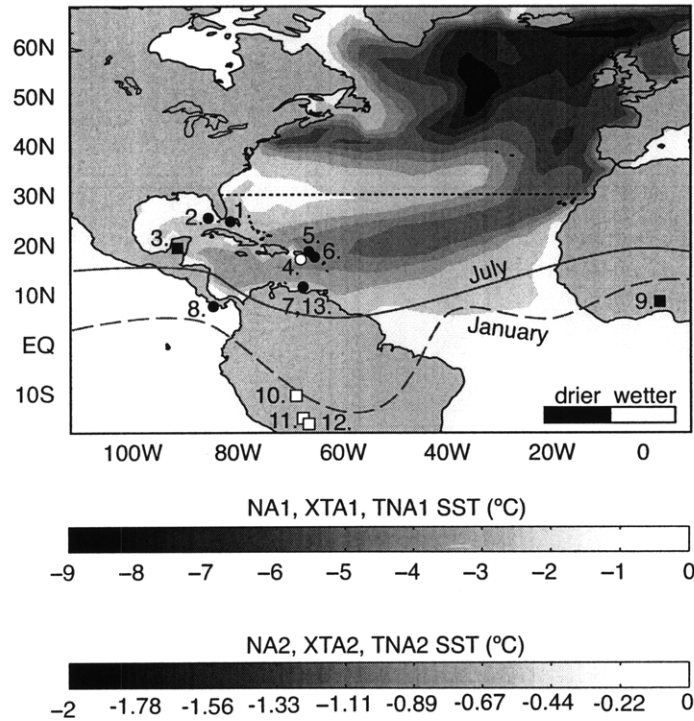 60N
50N
40N
30N
20N
10N
EQ
10S
1.
2.
3.
4.
5.
6.
7,13.
8.
9.
10.
11.
12.
July
January
drier wetter
100W 80W 60W 40W 20W 0
NA1, XTA1, TNA1 SST (ºC)
−9 −8 −7 −6 −5 −4 −3 −2 −1 0
NA2, XTA2, TNA2 SST (ºC)
-2 -1.78 -1.56 -1.33 -1.11 -0.89 -0.67 -0.44 -0.22 0